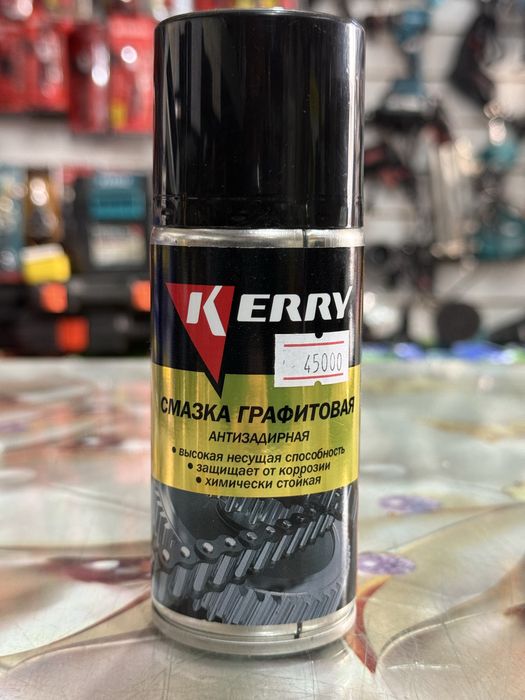 KERRY
45000
СМАЗКА ГРАФИТОВАЯ
АНТИЗАДИРНАЯ
• ВЫСОКАЯ НЕСУЩАЯ СПОСОБНОСТЬ
• ЗАЩИЩАЕТ ОТ КОРРОЗИИ
• ХИМИЧЕСКИ СТОЙКАЯ